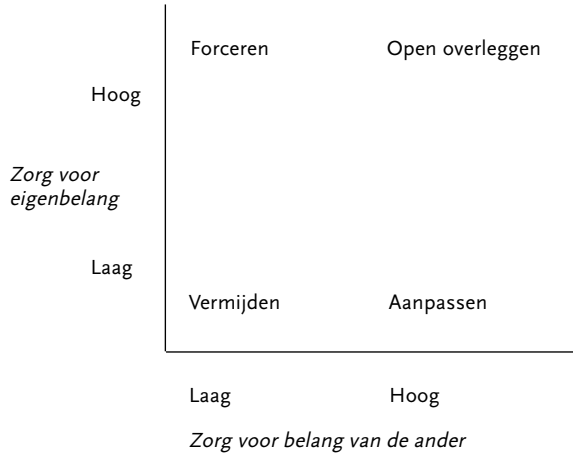 Forceren
Open overleggen
Hoog
Zorg voor
eigenbelang
Laag
Vermijden
Aanpassen
Laag
Hoog
Zorg voor belang van de ander